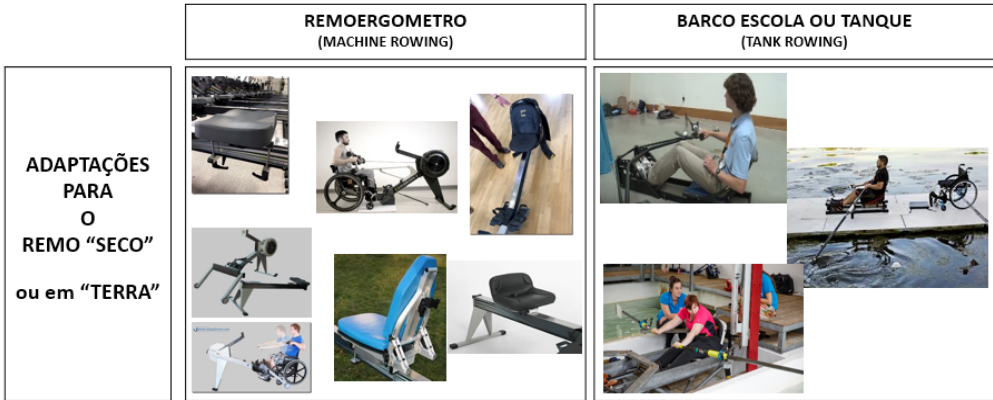 REMOERGOMETRO
(MACHINE ROWING)
BARCO ESCOLA OU TANQUE
(TANK ROWING)
ADAPTAÇÕES
PARA
O
REMO “SECO”
ou em “TERRA”